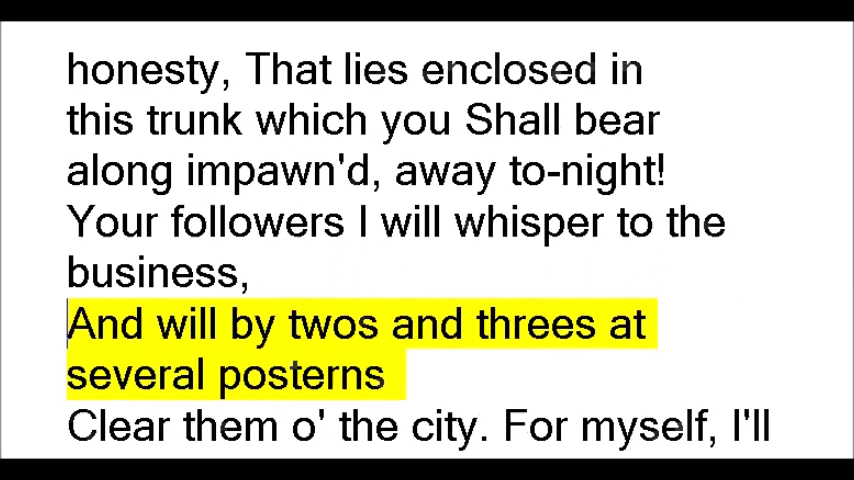 honesty, That lies enclosed in
this trunk which you Shall bear
along impawn'd, away to-night!
Your followers I will whisper to the
business,
And will by twos and threes at
several posterns
Clear them o' the city. For myself, I'll